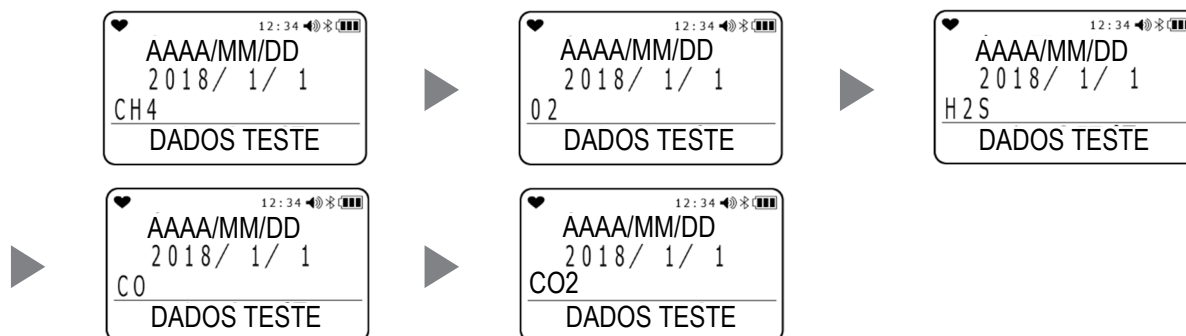 12:34
AAAA/MM/DD
2018/ 1/ 1
CH4
DADOS TESTE
12:34
AAAA/MM/DD
2018/ 1/ 1
O2
DADOS TESTE
12:34
AAAA/MM/DD
2018/ 1/ 1
H2S
DADOS TESTE
12:34
AAAA/MM/DD
2018/ 1/ 1
CO
DADOS TESTE
12:34
AAAA/MM/DD
2018/ 1/ 1
CO2
DADOS TESTE